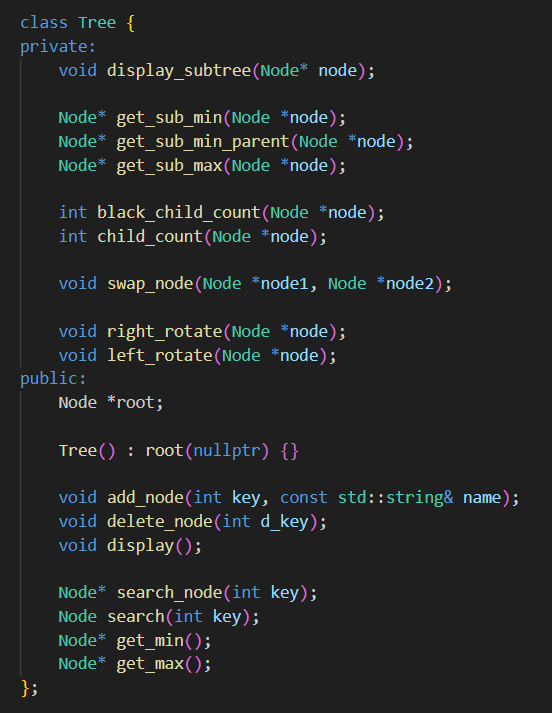 class Tree {
private:
    void display_subtree(Node* node);

    Node* get_sub_min(Node *node);
    Node* get_sub_min_parent(Node *node);
    Node* get_sub_max(Node *node);

    int black_child_count(Node *node);
    int child_count(Node *node);

    void swap_node(Node *node1, Node *node2);

    void right_rotate(Node *node);
    void left_rotate(Node *node);
public:
    Node *root;

    Tree() : root(nullptr) {}

    void add_node(int key, const std::string& name);
    void delete_node(int d_key);
    void display();

    Node* search_node(int key);
    Node search(int key);
    Node* get_min();
    Node* get_max();
};